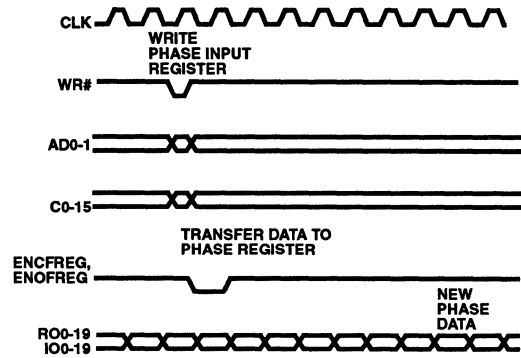 CLK
WRITE
PHASE INPUT
REGISTER
WR#
AD0-1
C0-15
TRANSFER DATA TO
PHASE REGISTER
ENCFREG,
ENOFREG
NEW
PHASE
DATA
RO0-19
IO0-19